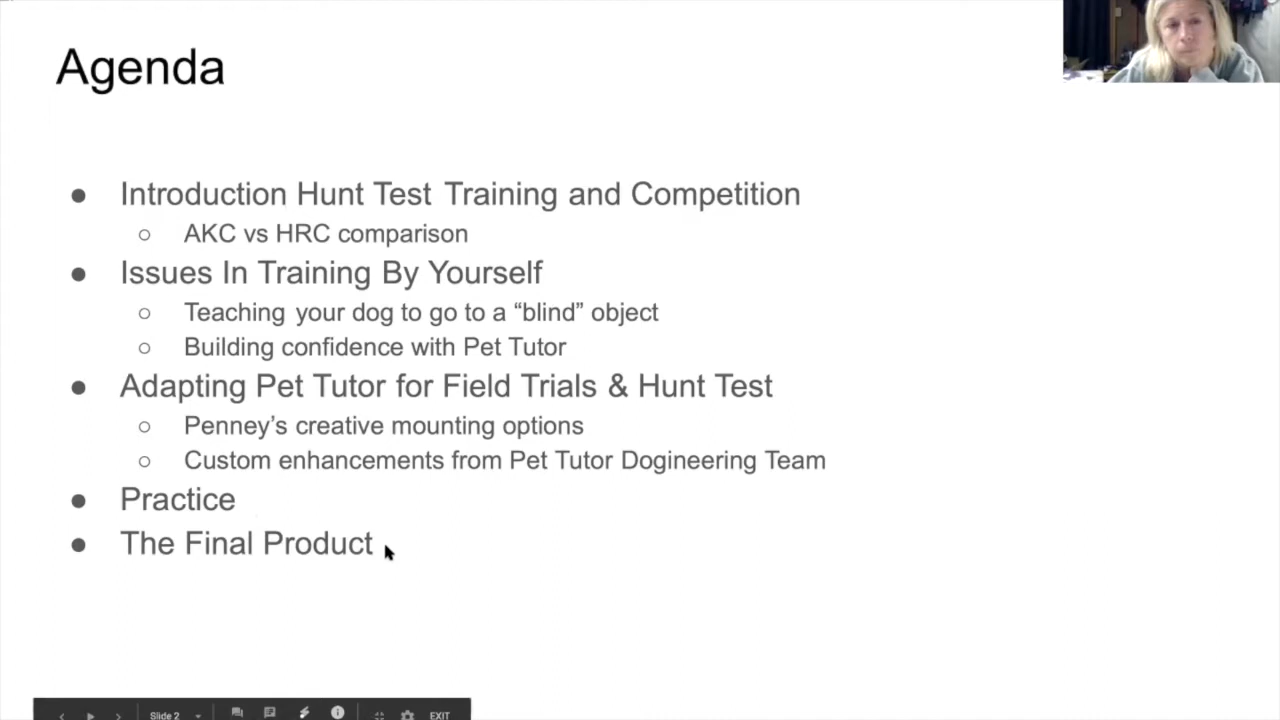 Agenda
● Introduction Hunt Test Training and Competition
○ AKC vs HRC comparison
● Issues In Training By Yourself
○ Teaching your dog to go to a “blind” object
○ Building confidence with Pet Tutor
● Adapting Pet Tutor for Field Trials & Hunt Test
○ Penney’s creative mounting options
○ Custom enhancements from Pet Tutor Dogineering Team
● Practice
● The Final Product
Slide 2 EXIT